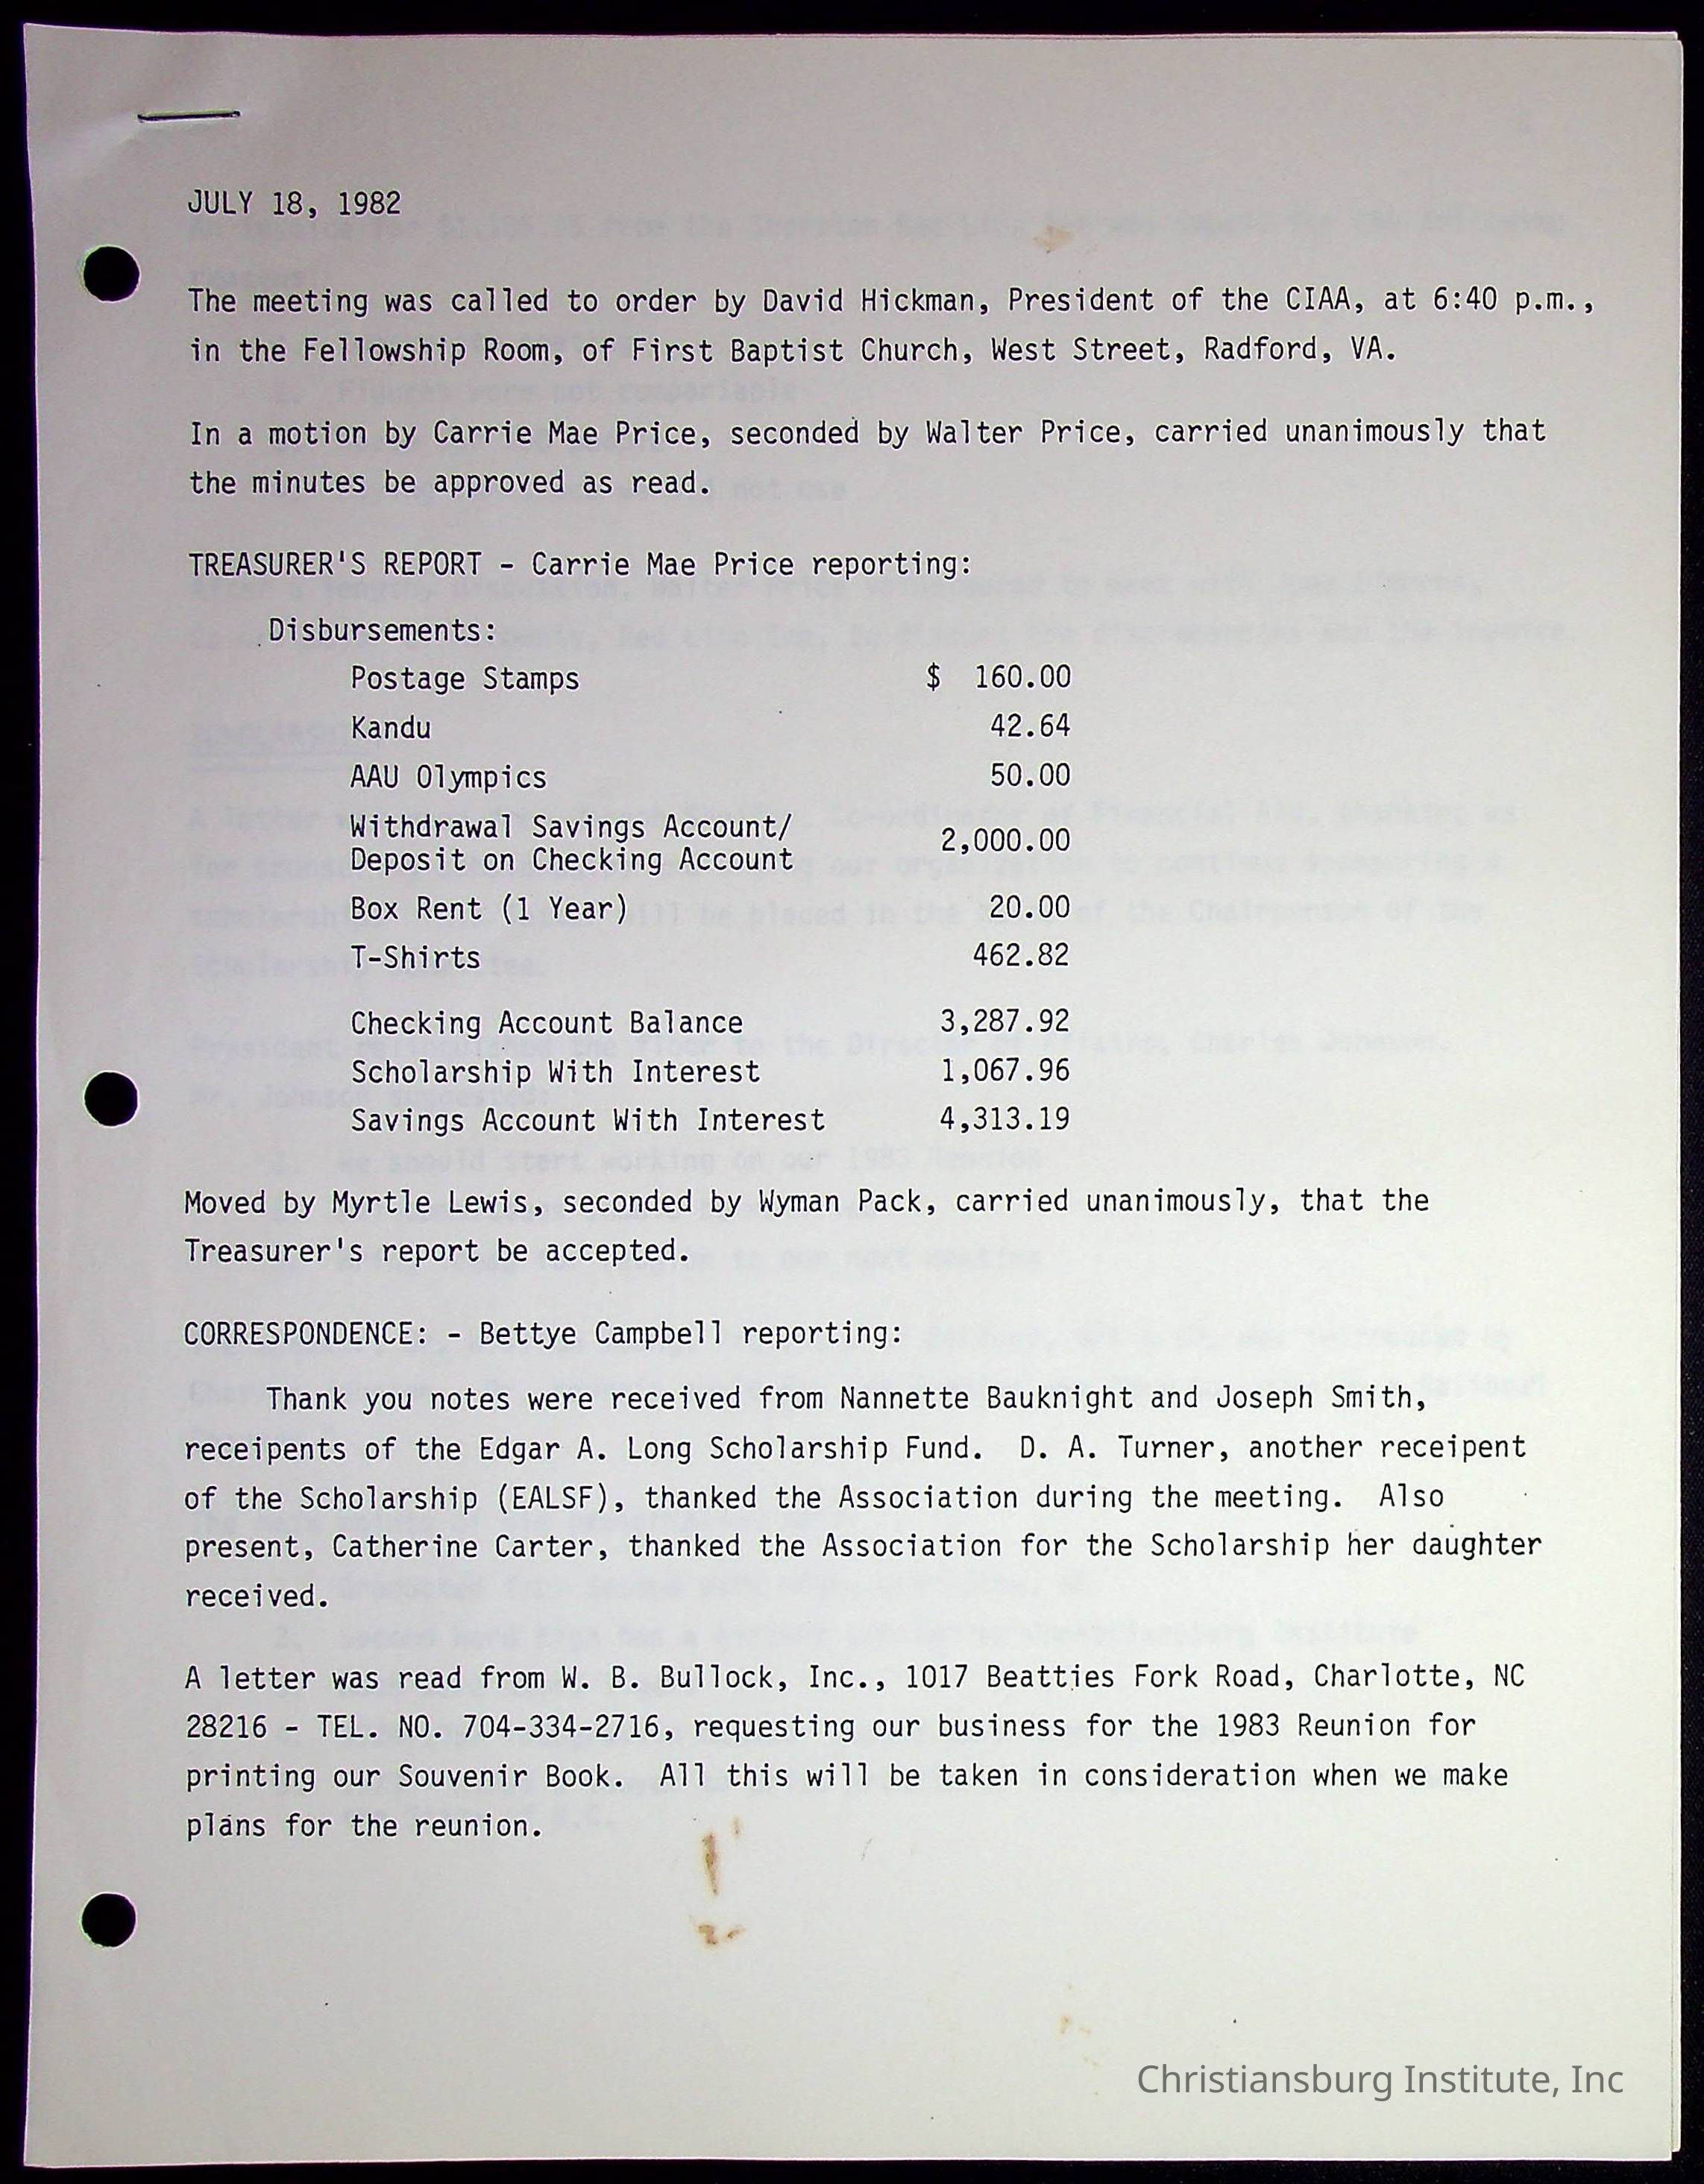 JULY 18, 1982
The meeting was called to order by David Hickman, President of the CIAA, at 6:40 p.m.,
in the Fellowship Room, of First Baptist Church, West Street, Radford, VA.
In a motion by Carrie Mae Price, seconded by Walter Price, carried unanimously that
the minutes be approved as read.
TREASURER'S REPORT - Carrie Mae Price reporting:
Disbursements:
Postage Stamps $ 160.00
Kandu 42.64
AAU Olympics 50.00
Withdrawal Savings Account/
Deposit on Checking Account 2,000.00
Box Rent (1 Year) 20.00
T-Shirts 462.82
Checking Account Balance 3,287.92
Scholarship With Interest 1,067.96
Savings Account With Interest 4,313.19
Moved by Myrtle Lewis, seconded by Wyman Pack, carried unanimously, that the
Treasurer's report be accepted.
CORRESPONDENCE: - Bettye Campbell reporting:
Thank you notes were received from Nannette Bauknight and Joseph Smith,
receipents of the Edgar A. Long Scholarship Fund. D. A. Turner, another receipent
of the Scholarship (EALSF), thanked the Association during the meeting. Also
present, Catherine Carter, thanked the Association for the Scholarship her daughter
received.
A letter was read from W. B. Bullock, Inc., 1017 Beatties Fork Road, Charlotte, NC
28216 - TEL. NO. 704-334-2716, requesting our business for the 1983 Reunion for
printing our Souvenir Book. All this will be taken in consideration when we make
plans for the reunion.
Christiansburg Institute, Inc